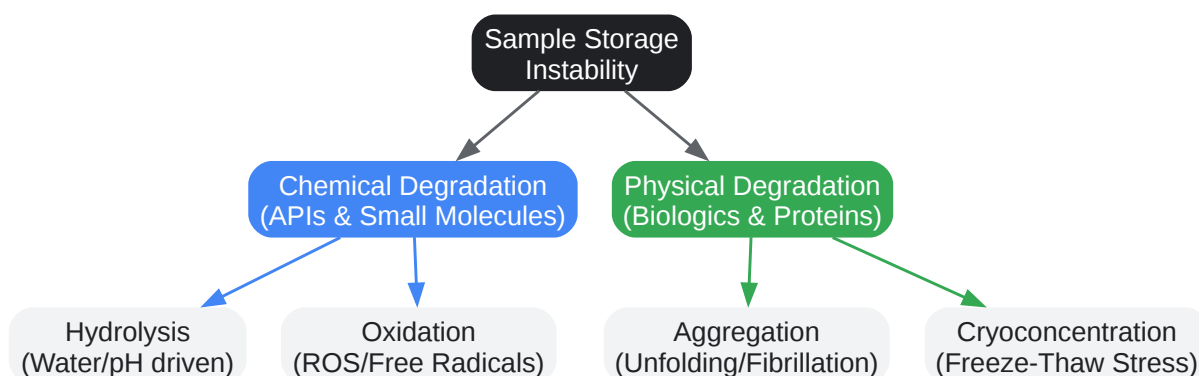 Sample Storage
Instability
Chemical Degradation
(APIs & Small Molecules)
Physical Degradation
(Biologics & Proteins)
Hydrolysis
(Water/pH driven)
Oxidation
(ROS/Free Radicals)
Aggregation
(Unfolding/Fibrillation)
Cryoconcentration
(Freeze-Thaw Stress)